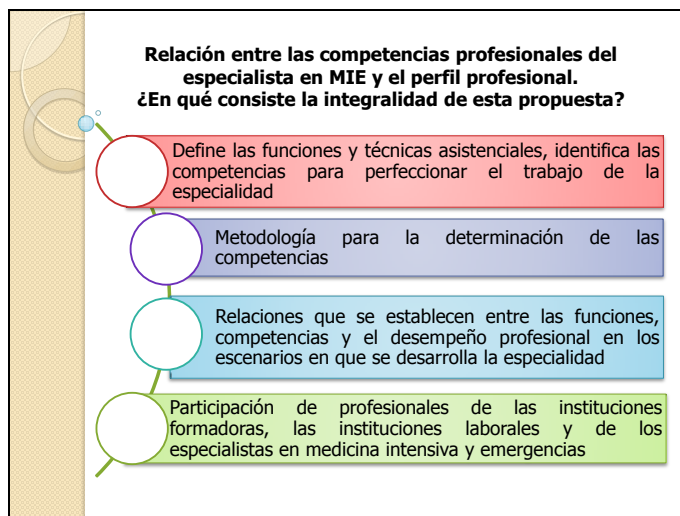 Relación entre las competencias profesionales del
especialista en MIE y el perfil profesional.
¿En qué consiste la integralidad de esta propuesta?
Define las funciones y técnicas asistenciales, identifica las
competencias para perfeccionar el trabajo de la
especialidad
Metodología para la determinación de las
competencias
Relaciones que se establecen entre las funciones,
competencias y el desempeño profesional en los
escenarios en que se desarrolla la especialidad
Participación de profesionales de las instituciones
formadoras, las instituciones laborales y de los
especialistas en medicina intensiva y emergencias